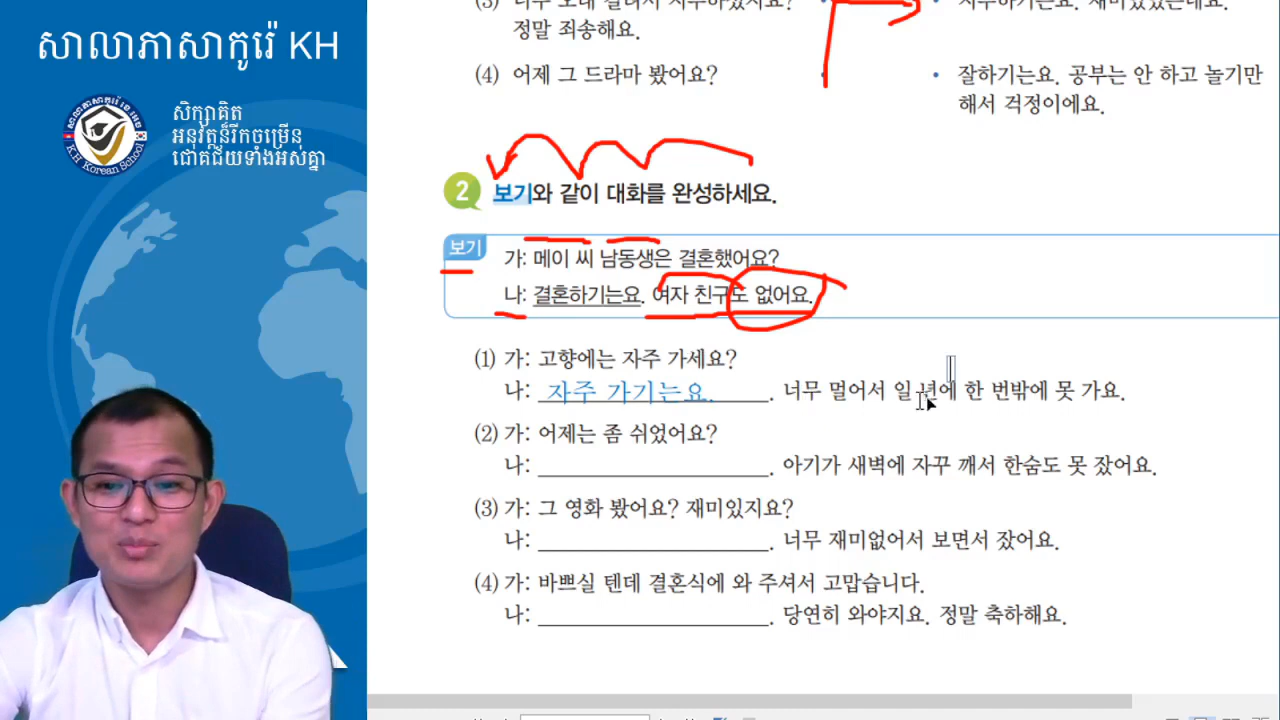 សាលាភាសាកូរ៉េ KH
សិក្សាគិត
អនុវត្តន៏រីកចម្រើន
ជោគជ័យទាំងអស់គ្នា
KH Korean School
정말 죄송해요.
(4) 어제 그 드라마 봤어요?
• 잘하기는요. 공부는 안 하고 놀기만
해서 걱정이에요.
2 보기와 같이 대화를 완성하세요.
보기
가: 메이 씨 남동생은 결혼했어요?
나: 결혼하기는요. 여자 친구도 없어요.
(1) 가: 고향에는 자주 가세요?
나: 자주 가기는요. . 너무 멀어서 일 년에 한 번밖에 못 가요.
(2) 가: 어제는 좀 쉬었어요?
나: . 아기가 새벽에 자꾸 깨서 한숨도 못 잤어요.
(3) 가: 그 영화 봤어요? 재미있지요?
나: . 너무 재미없어서 보면서 잤어요.
(4) 가: 바쁘실 텐데 결혼식에 와 주셔서 고맙습니다.
나: . 당연히 와야지요. 정말 축하해요.